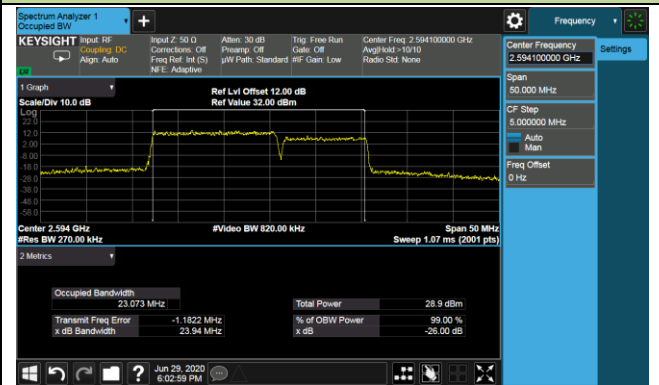 Spectrum Analyzer 1
Occupied BW
Frequency
KEYSIGHT
Input: RF
Coupling: DC
Align: Auto
Input Z: 50 Ω
Corrections: Off
Freq Ref: Int (S)
NFE: Adaptive
Atten: 30 dB
Preamp: Off
µW Path: Standard
Trig: Free Run
Gate: Off
#IF Gain: Low
Center Freq: 2.594100000 GHz
Avg|Hold:>10/10
Radio Std: None
Center Frequency
2.594100000 GHz
Settings
Span
50.000 MHz
CF Step
5.000000 MHz
Auto
Man
Freq Offset
0 Hz
1 Graph
Scale/Div 10.0 dB
Ref Lvl Offset 12.00 dB
Ref Value 32.00 dBm
Log
22.0
12.0
2.00
-8.00
-18.0
-28.0
-38.0
-48.0
-58.0
Center 2.594 GHz
#Video BW 820.00 kHz
Span 50 MHz
#Res BW 270.00 kHz
Sweep 1.07 ms (2001 pts)
2 Metrics
Occupied Bandwidth
23.073 MHz
Total Power 28.9 dBm
Transmit Freq Error -1.1822 MHz
% of OBW Power 99.00 %
x dB Bandwidth 23.94 MHz
x dB -26.00 dB
Jun 29, 2020
6:02:59 PM